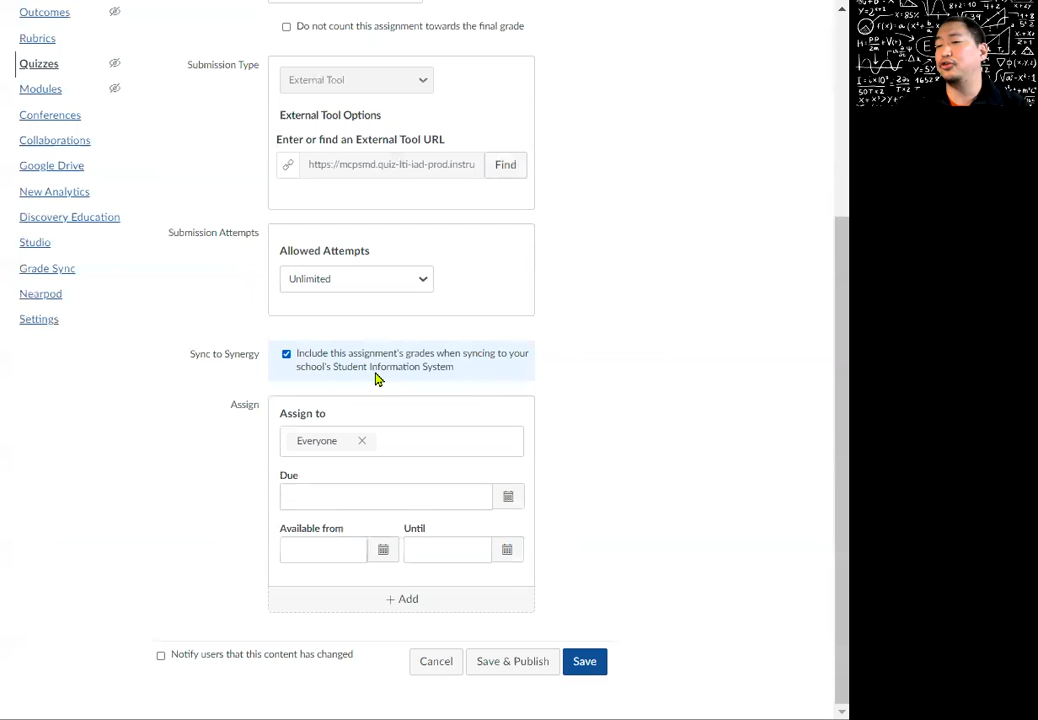 Outcomes
Do not count this assignment towards the final grade
Rubrics
Quizzes
Submission Type
External Tool
Modules
Conferences
External Tool Options
Collaborations
Enter or find an External Tool URL
Google Drive
https://mcpsmd.quiz-lti-iad-prod.instru
Find
New Analytics
Discovery Education
Submission Attempts
Studio
Allowed Attempts
Grade Sync
Unlimited
Nearpod
Settings
Sync to Synergy
Include this assignment's grades when syncing to your
school's Student Information System
Assign
Assign to
Everyone
Due
Available from
Until
+ Add
Notify users that this content has changed
Cancel
Save & Publish
Save